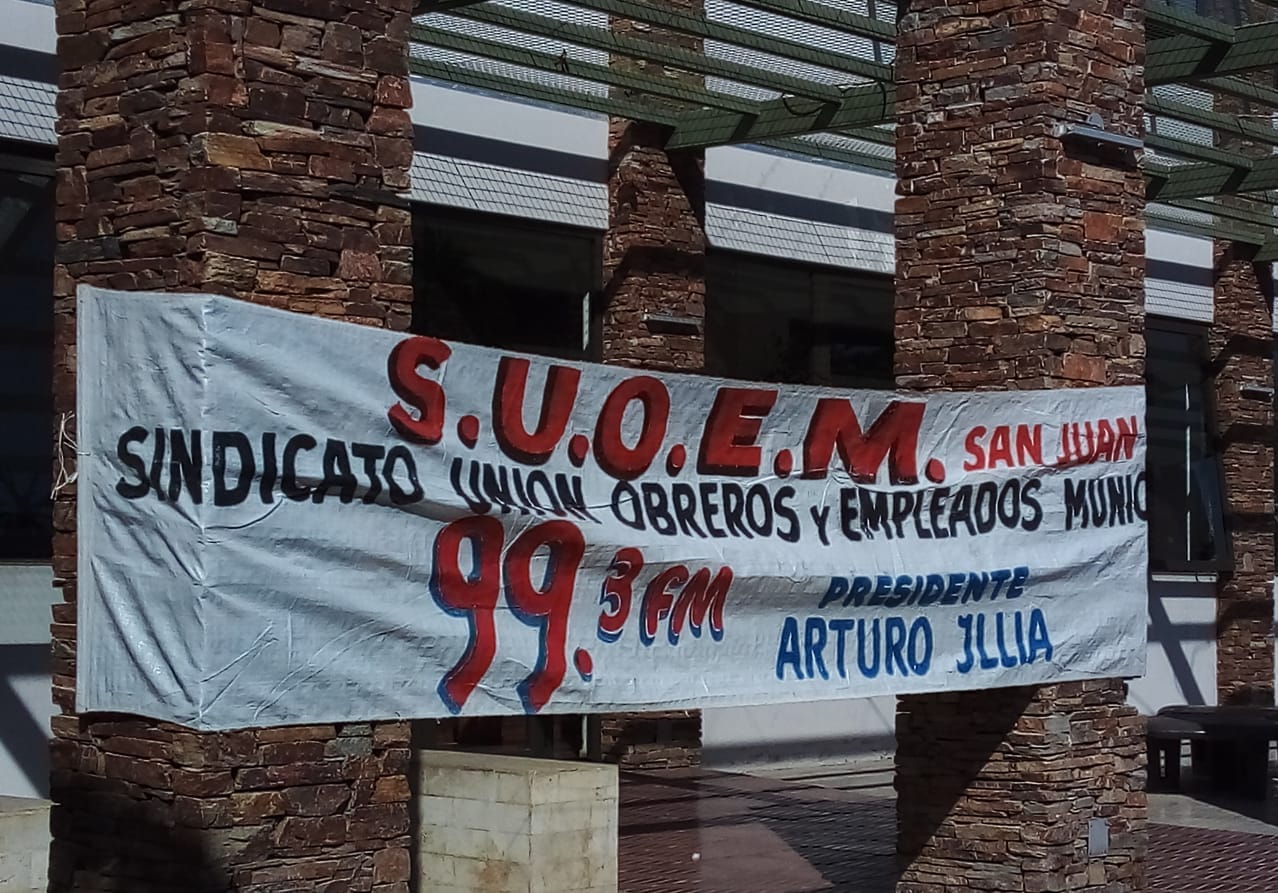 S.U.O.E.M. SAN JUAN
SINDICATO UNION OBREROS Y EMPLEADOS MUNIC
99.3 FM
PRESIDENTE
ARTURO JLLIA